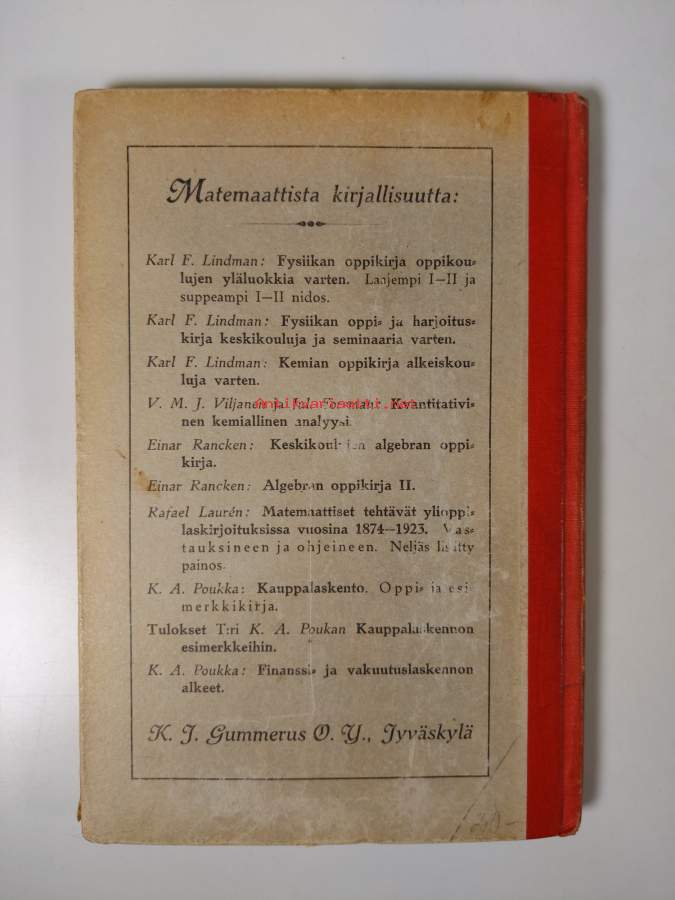 Matemaattista kirjallisuutta:
Karl F. Lindman: Fysiikan oppikirja oppikou=
lujen yläluokkia varten. Laajempi I—II ja
suppeampi I—II nidos.
Karl F. Lindman: Fysiikan oppi= ja harjoitus=
kirja keskikouluja ja seminaaria varten.
Karl F. Lindman: Kemian oppikirja alkeiskou=
luja varten.
V. M. J. Viljanen ja Jul. Forsman: Kvantitativi=
nen kemiallinen analyysi.
Einar Rancken: Keskikoulujen algebran oppi=
kirja.
Einar Rancken: Algebran oppikirja II.
Rafael Laurén: Matemaattiset tehtävät ylioppi=
laskirjoituksissa vuosina 1874—1923. Vas=
tauksineen ja ohjeineen. Neljäs lisätty
painos.
K. A. Poukka: Kauppalaskento. Oppi= ja esi=
merkkikirja.
Tulokset T:ri K. A. Poukan Kauppalaskennon
esimerkkeihin.
K. A. Poukka: Finanssi= ja vakuutuslaskennon
alkeet.
K. J. Gummerus O. Y., Jyväskylä